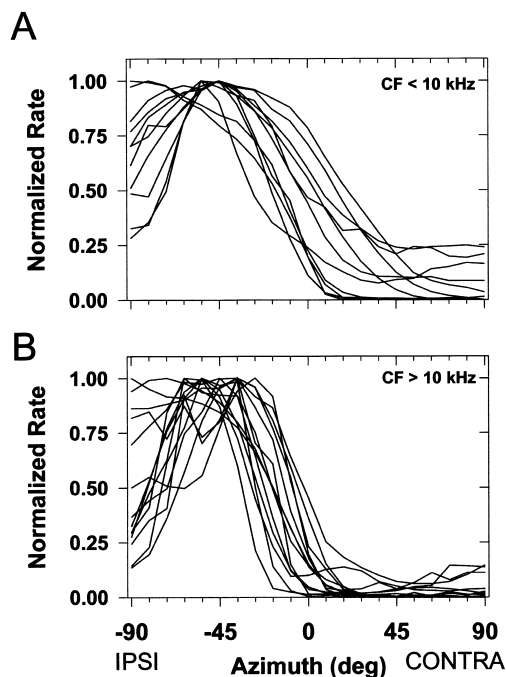 A
Normalized Rate
1.00
0.75
0.50
0.25
0.00
CF < 10 kHz
B
Normalized Rate
1.00
0.75
0.50
0.25
0.00
CF > 10 kHz
-90 -45 0 45 90
IPSI Azimuth (deg) CONTRA